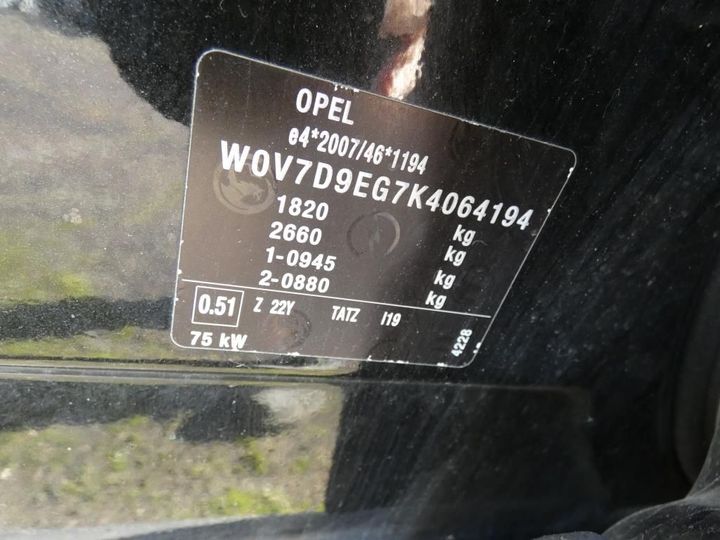 OPEL
e4*2007/46*1194
W0V7D9EG7K4064194
1820 kg
2660 kg
1-0945 kg
2-0880 kg
0.51 Z 22Y TATZ I19
75 kW 4228